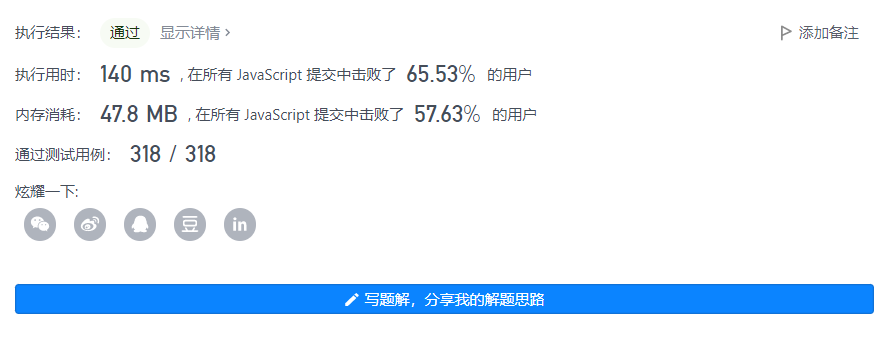 执行结果： 通过 显示详情 > 添加备注
执行用时： 140 ms , 在所有 JavaScript 提交中击败了 65.53% 的用户
内存消耗： 47.8 MB , 在所有 JavaScript 提交中击败了 57.63% 的用户
通过测试用例： 318 / 318
炫耀一下:
豆 in
写题解，分享我的解题思路